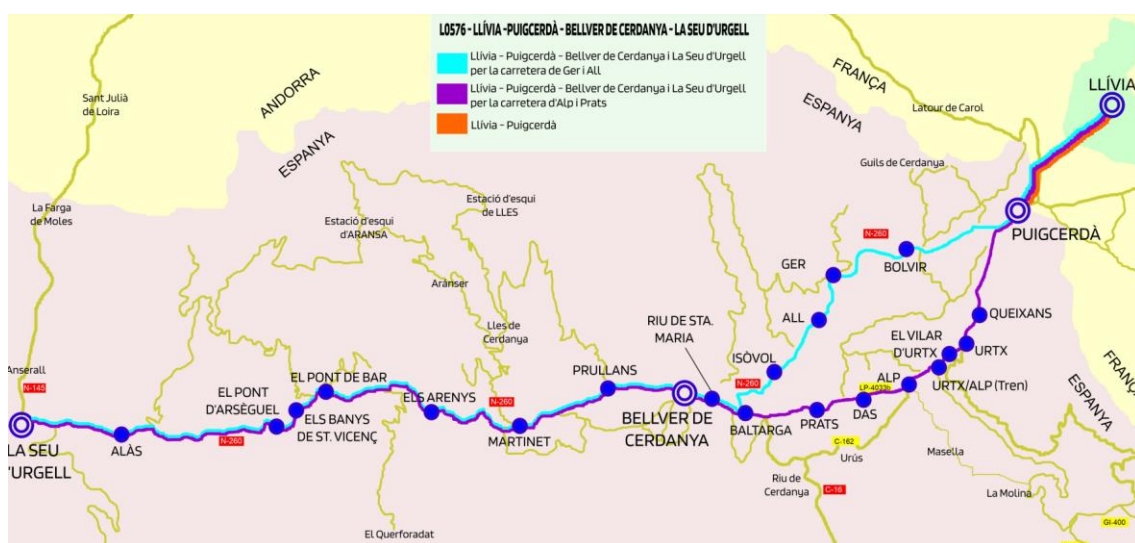 L0576 - LLÍVIA -PUIGCERDÀ - BELLVER DE CERDANYA - LA SEU D'URGELL
Llívia - Puigcerdà - Bellver de Cerdanya i La Seu d'Urgell
per la carretera de Ger i All
Llívia - Puigcerdà - Bellver de Cerdanya i La Seu d'Urgell
per la carretera d'Alp i Prats
Llívia - Puigcerdà
FRANÇA
ESPANYA
ANDORRA
ESPANYA
Sant Julià
de Loira
Latour de Carol
LLÍVIA
Guils de Cerdanya
La Farga
de Moles
Estació d'esqui
d'ARANSA
Estació d'esqui
de LLES
PUIGCERDÀ
N-260
BOLVIR
GER
Arànser
ALL
QUEIXANS
RIU DE STA.
MARIA
Lles de
Cerdanya
EL VILAR
D'URTX
URTX
ISÒVOL
PRULLANS
Anserall
N-145
EL PONT DE BAR
N-260
ALP
LP-4033b
URTX/ALP (Tren)
FRANÇA
ESPANYA
EL PONT
D'ARSÈGUEL
ELS ARENYS
N-260
BELLVER DE
CERDANYA
BALTARGA
PRATS
DAS
ELS BANYS
DE ST. VICENÇ
MARTINET
LA SEU
'URGELL
ALÀS
N-260
C-162
Urús
Masella
Riu de
Cerdanya
C-16
La Molina
El Querforadat
GI-400